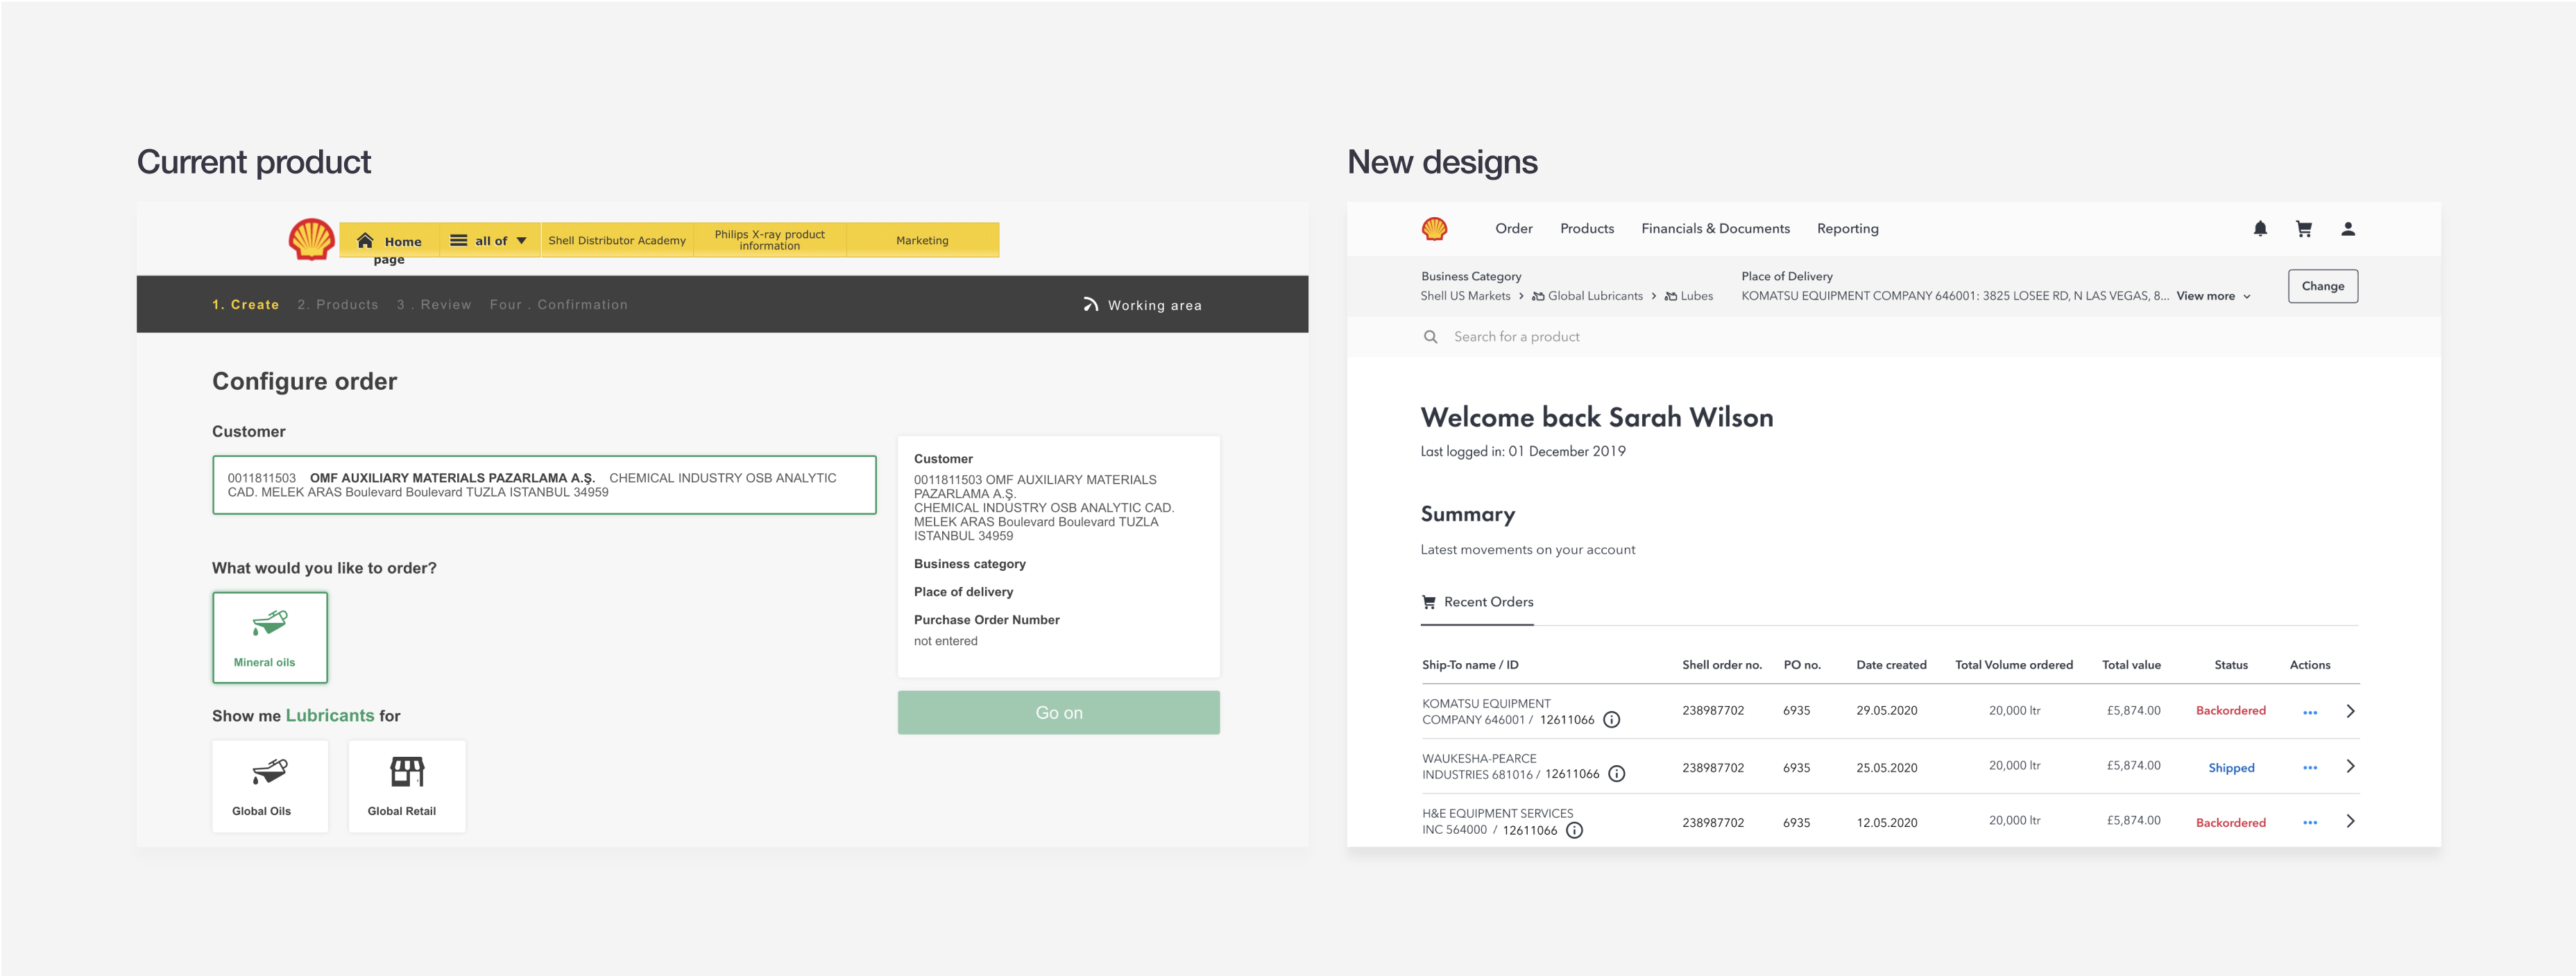 Current product
Home
page
all of
Shell Distributor Academy
Philips X-ray product
information
Marketing
1. Create 2. Products 3 . Review Four . Confirmation
Working area
Configure order
Customer
0011811503 OMF AUXILIARY MATERIALS PAZARLAMA A.Ş. CHEMICAL INDUSTRY OSB ANALYTIC
CAD. MELEK ARAS Boulevard Boulevard TUZLA ISTANBUL 34959
What would you like to order?
Mineral oils
Show me Lubricants for
Global Oils
Global Retail
Customer
0011811503 OMF AUXILIARY MATERIALS
PAZARLAMA A.Ş.
CHEMICAL INDUSTRY OSB ANALYTIC CAD.
MELEK ARAS Boulevard Boulevard TUZLA
ISTANBUL 34959
Business category
Place of delivery
Purchase Order Number
not entered
Go on
New designs
Order Products Financials & Documents Reporting
Business Category
Shell US Markets > Global Lubricants > Lubes
Place of Delivery
KOMATSU EQUIPMENT COMPANY 646001: 3825 LOSEE RD, N LAS VEGAS, 8... View more
Change
Search for a product
Welcome back Sarah Wilson
Last logged in: 01 December 2019
Summary
Latest movements on your account
Recent Orders
Ship-To name / ID Shell order no. PO no. Date created Total Volume ordered Total value Status Actions
KOMATSU EQUIPMENT
COMPANY 646001 / 12611066 238987702 6935 29.05.2020 20,000 ltr £5,874.00 Backordered ...
WAUKESHA-PEARCE
INDUSTRIES 681016 / 12611066 238987702 6935 25.05.2020 20,000 ltr £5,874.00 Shipped ...
H&E EQUIPMENT SERVICES
INC 564000 / 12611066 238987702 6935 12.05.2020 20,000 ltr £5,874.00 Backordered ...